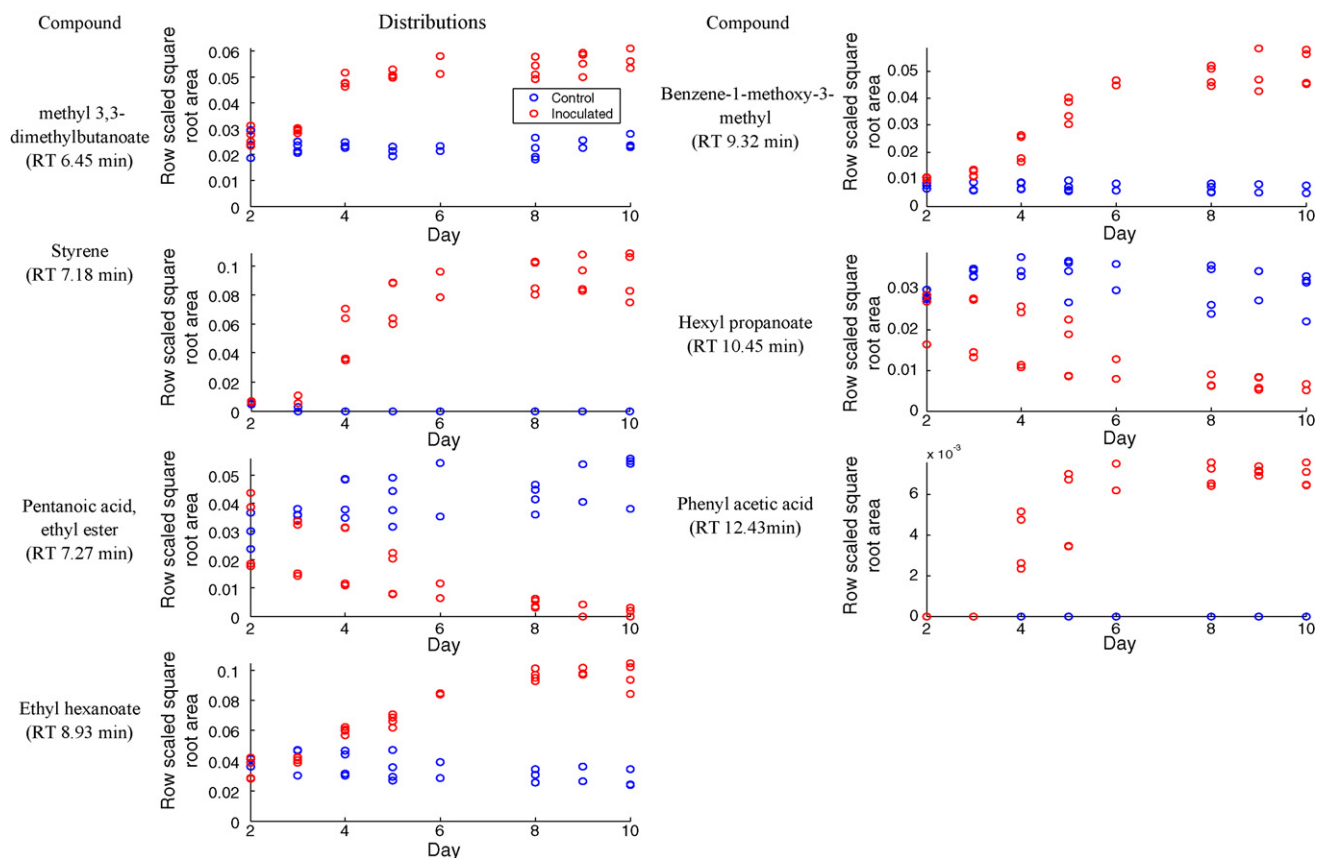 Compound
Distributions
methyl 3,3-
dimethylbutanoate
(RT 6.45 min)
Row scaled square
root area
0.06
0.05
0.04
0.03
0.02
0.01
0
2
4
6
8
10
Day
Control
Inoculated
Styrene
(RT 7.18 min)
Row scaled square
root area
0.1
0.08
0.06
0.04
0.02
0
2
4
6
8
10
Day
Pentanoic acid,
ethyl ester
(RT 7.27 min)
Row scaled square
root area
0.05
0.04
0.03
0.02
0.01
0
2
4
6
8
10
Day
Ethyl hexanoate
(RT 8.93 min)
Row scaled square
root area
0.1
0.08
0.06
0.04
0.02
0
2
4
6
8
10
Day
Compound
Benzene-1-methoxy-3-
methyl
(RT 9.32 min)
Row scaled square
root area
0.05
0.04
0.03
0.02
0.01
0
2
4
6
8
10
Day
Hexyl propanoate
(RT 10.45 min)
Row scaled square
root area
0.03
0.02
0.01
0
2
4
6
8
10
Day
Phenyl acetic acid
(RT 12.43min)
Row scaled square
root area
x 10⁻³
6
4
2
0
2
4
6
8
10
Day